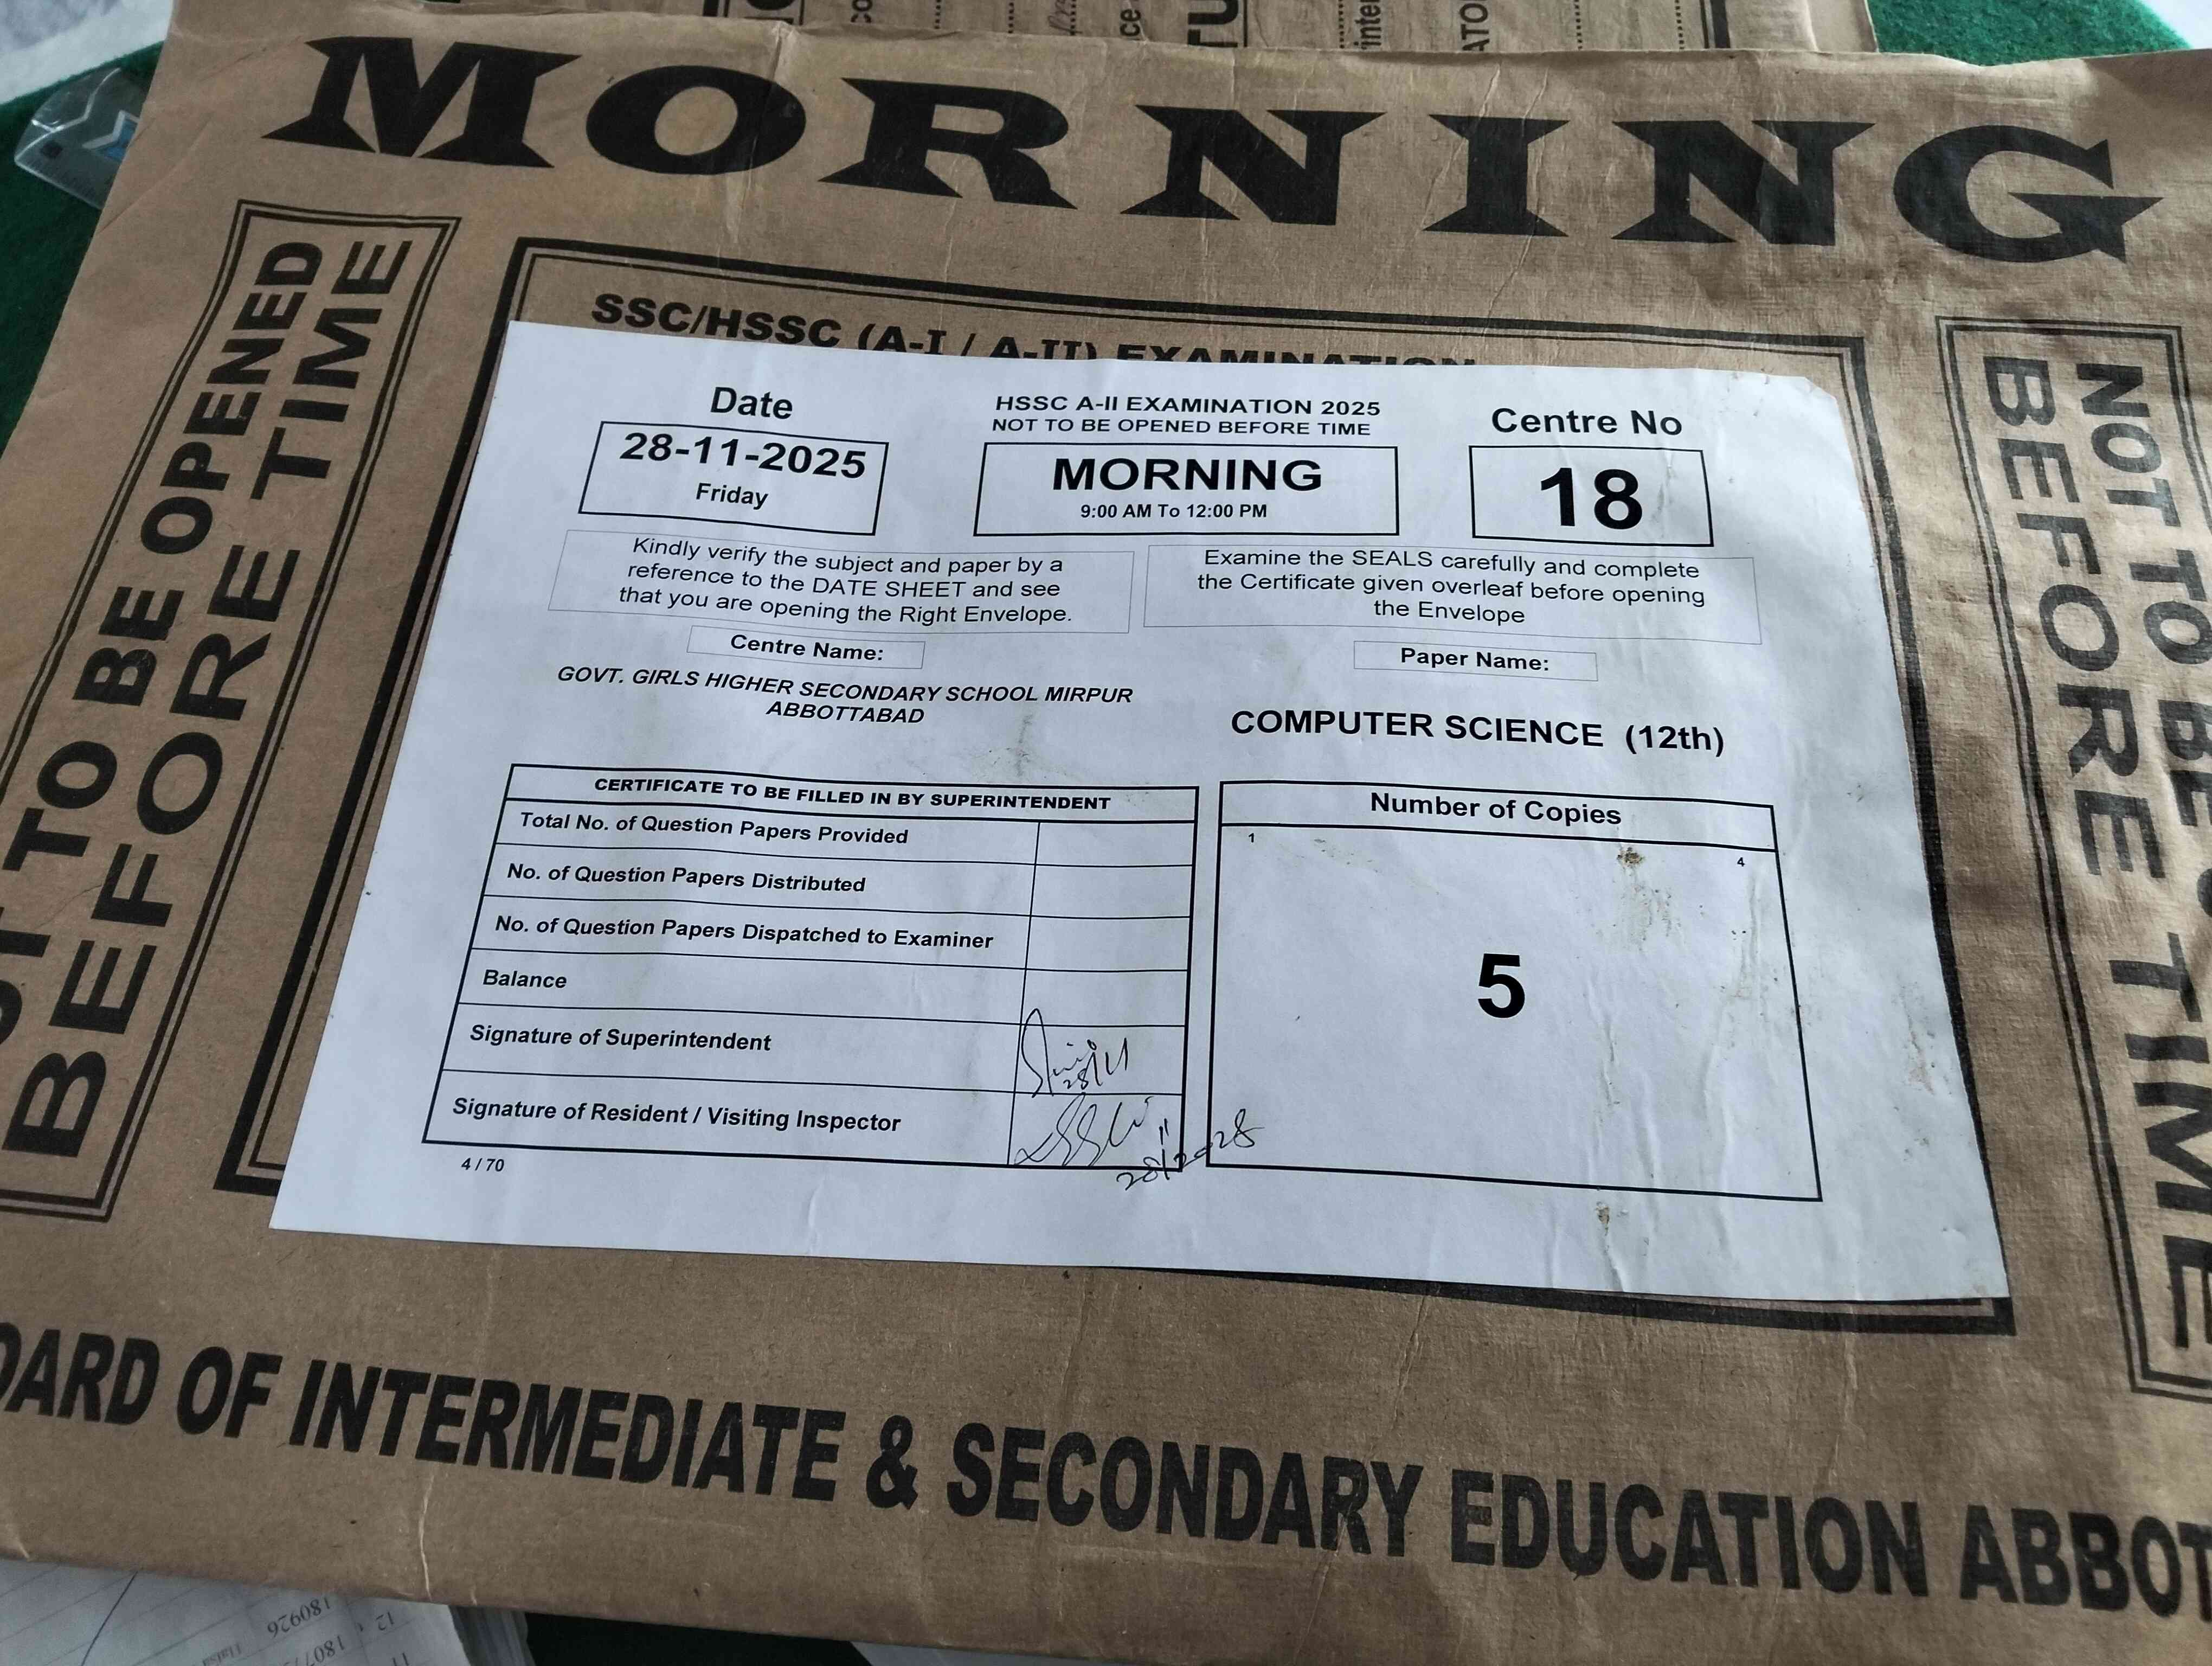 MORNING
NOT TO BE OPENED
BEFORE TIME
SSC/HSSC (A-I / A-II) EXAMINATION
Date
28-11-2025
Friday
HSSC A-II EXAMINATION 2025
NOT TO BE OPENED BEFORE TIME
MORNING
9:00 AM To 12:00 PM
Centre No
18
Kindly verify the subject and paper by a
reference to the DATE SHEET and see
that you are opening the Right Envelope.
Examine the SEALS carefully and complete
the Certificate given overleaf before opening
the Envelope
Centre Name:
GOVT. GIRLS HIGHER SECONDARY SCHOOL MIRPUR
ABBOTTABAD
Paper Name:
COMPUTER SCIENCE (12th)
CERTIFICATE TO BE FILLED IN BY SUPERINTENDENT
Total No. of Question Papers Provided
No. of Question Papers Distributed
No. of Question Papers Dispatched to Examiner
Balance
Signature of Superintendent
28/11
Signature of Resident / Visiting Inspector
4 / 70
Number of Copies
1
4
5
NOT TO BE O
BEFORE TIME
OARD OF INTERMEDIATE & SECONDARY EDUCATION ABBOT
180926